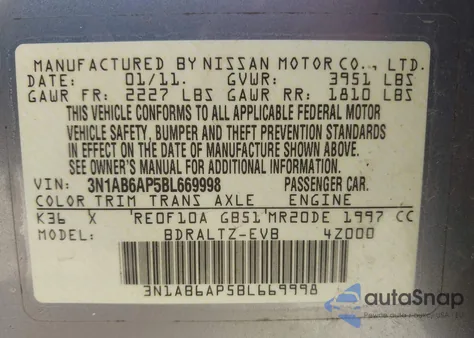 MANUFACTURED BY NISSAN MOTOR CO., LTD.
DATE: 01/11. GVWR: 3951 LBS
GAWR FR: 2227 LBS GAWR RR: 1810 LBS
THIS VEHICLE CONFORMS TO ALL APPLICABLE FEDERAL MOTOR
VEHICLE SAFETY, BUMPER AND THEFT PREVENTION STANDARDS
IN EFFECT ON THE DATE OF MANUFACTURE SHOWN ABOVE.
SEE OWNER'S MANUAL FOR ADDITIONAL INFORMATION.
VIN: 3N1AB6AP5BL669998 PASSENGER CAR.
COLOR TRIM TRANS AXLE ENGINE
K36 X RE0F10A GB51 MR20DE 1997 CC
MODEL: BDRALTZ-EVB 4Z000
3N1AB6AP5BL669998
autoSnap